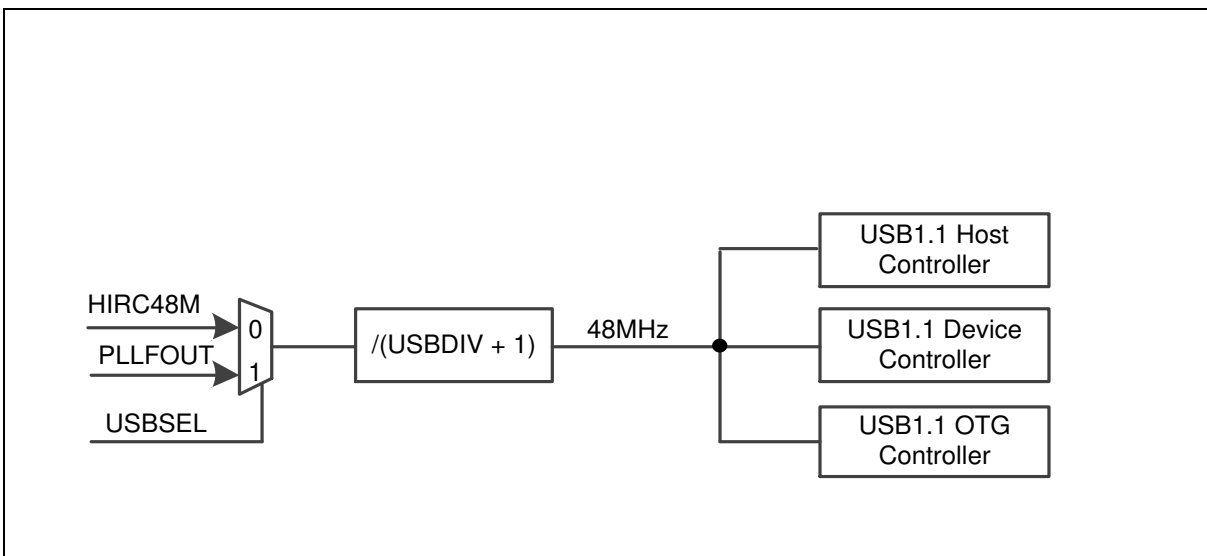 USB1.1 Host
Controller
HIRC48M
0
PLLFOUT
1
USBSEL
/(USBDIV + 1)
48MHz
USB1.1 Device
Controller
USB1.1 OTG
Controller